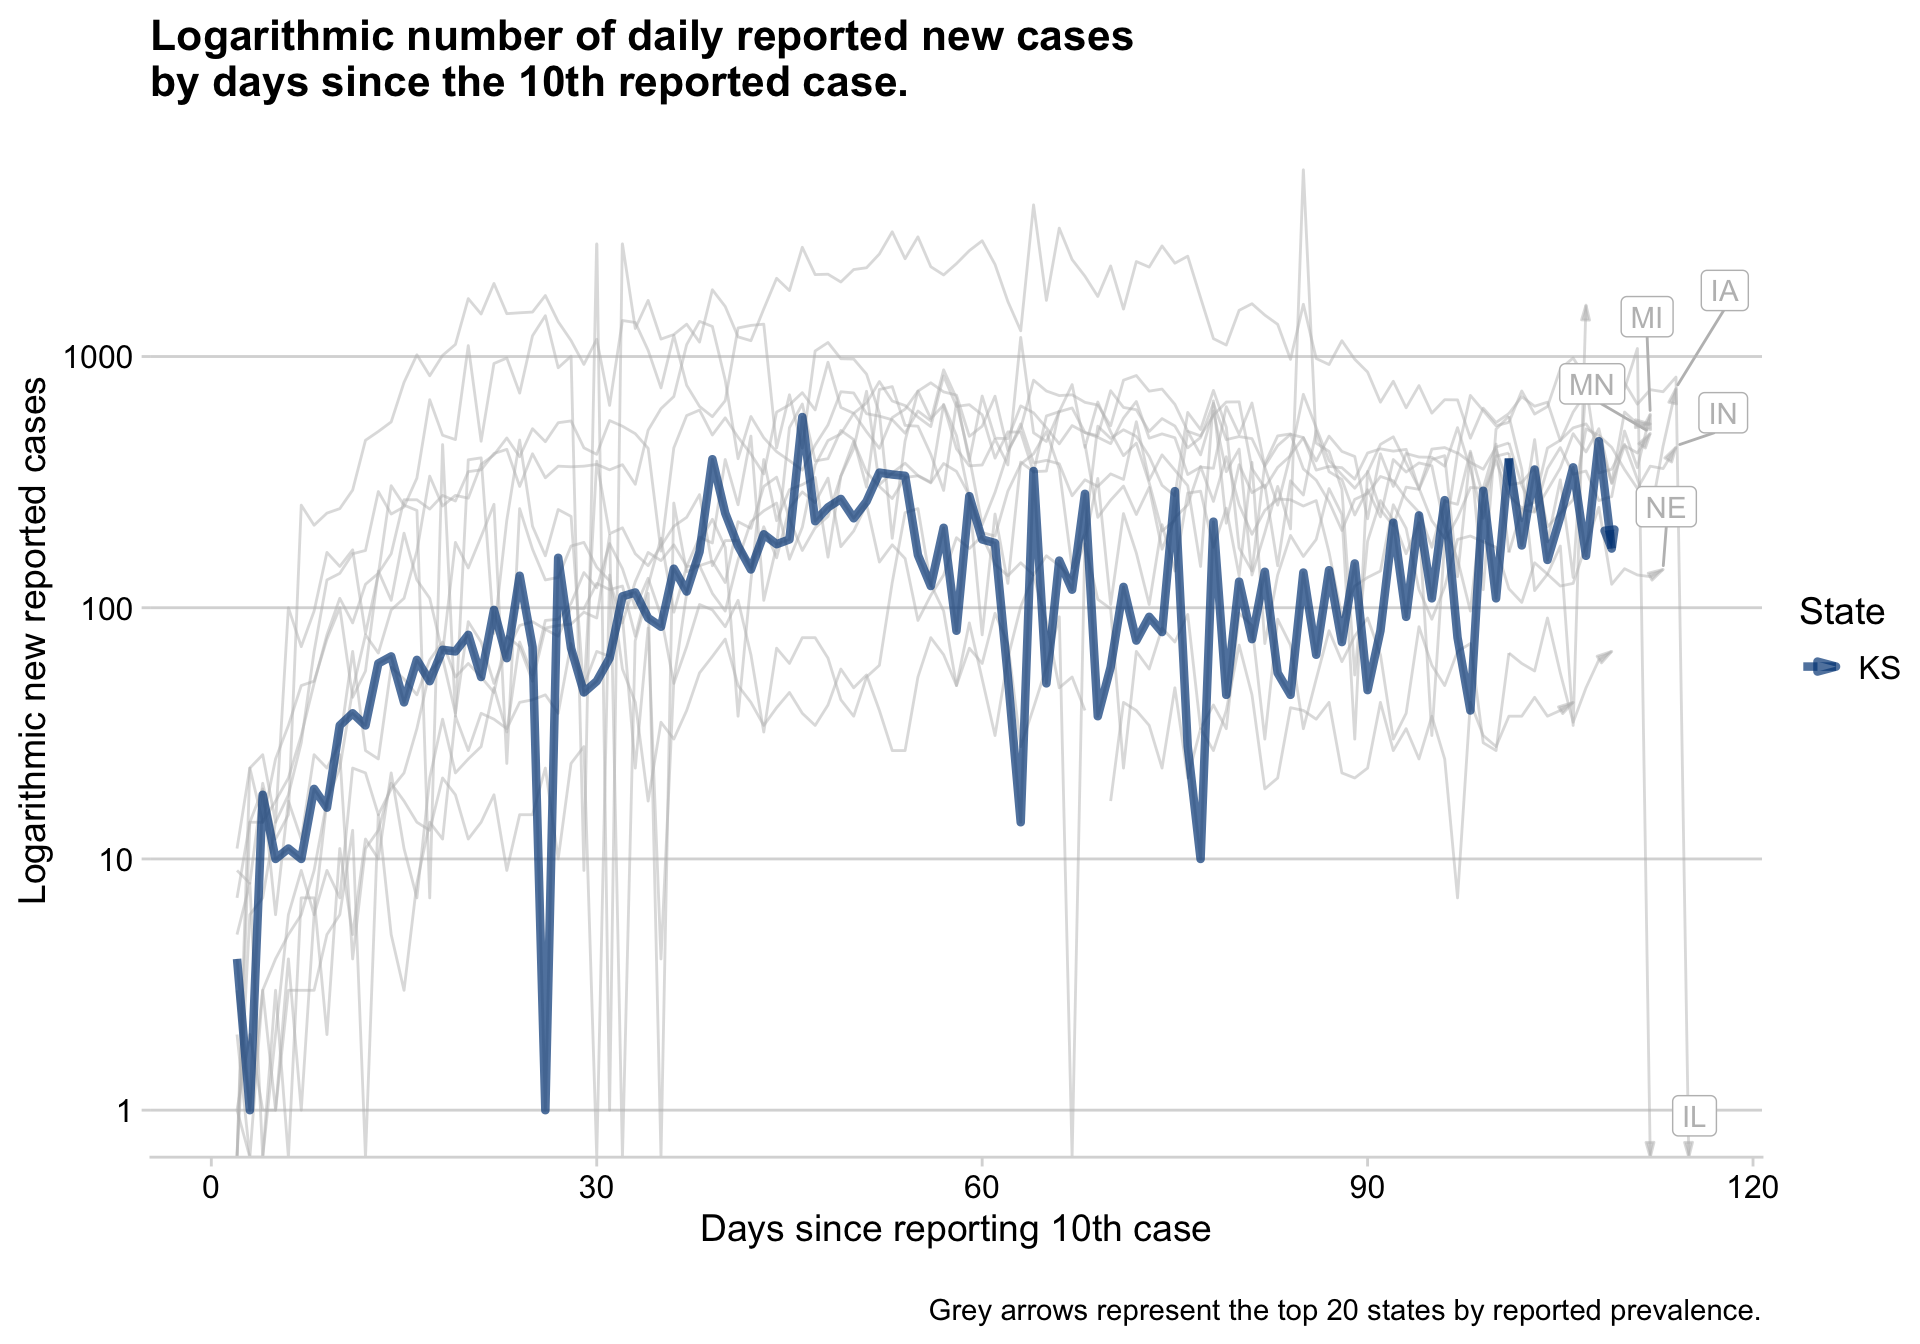 Logarithmic number of daily reported new cases
by days since the 10th reported case.
Logarithmic new reported cases
1000
100
10
1
MI
IA
MN
IN
NE
IL
State
KS
0
30
60
90
120
Days since reporting 10th case
Grey arrows represent the top 20 states by reported prevalence.